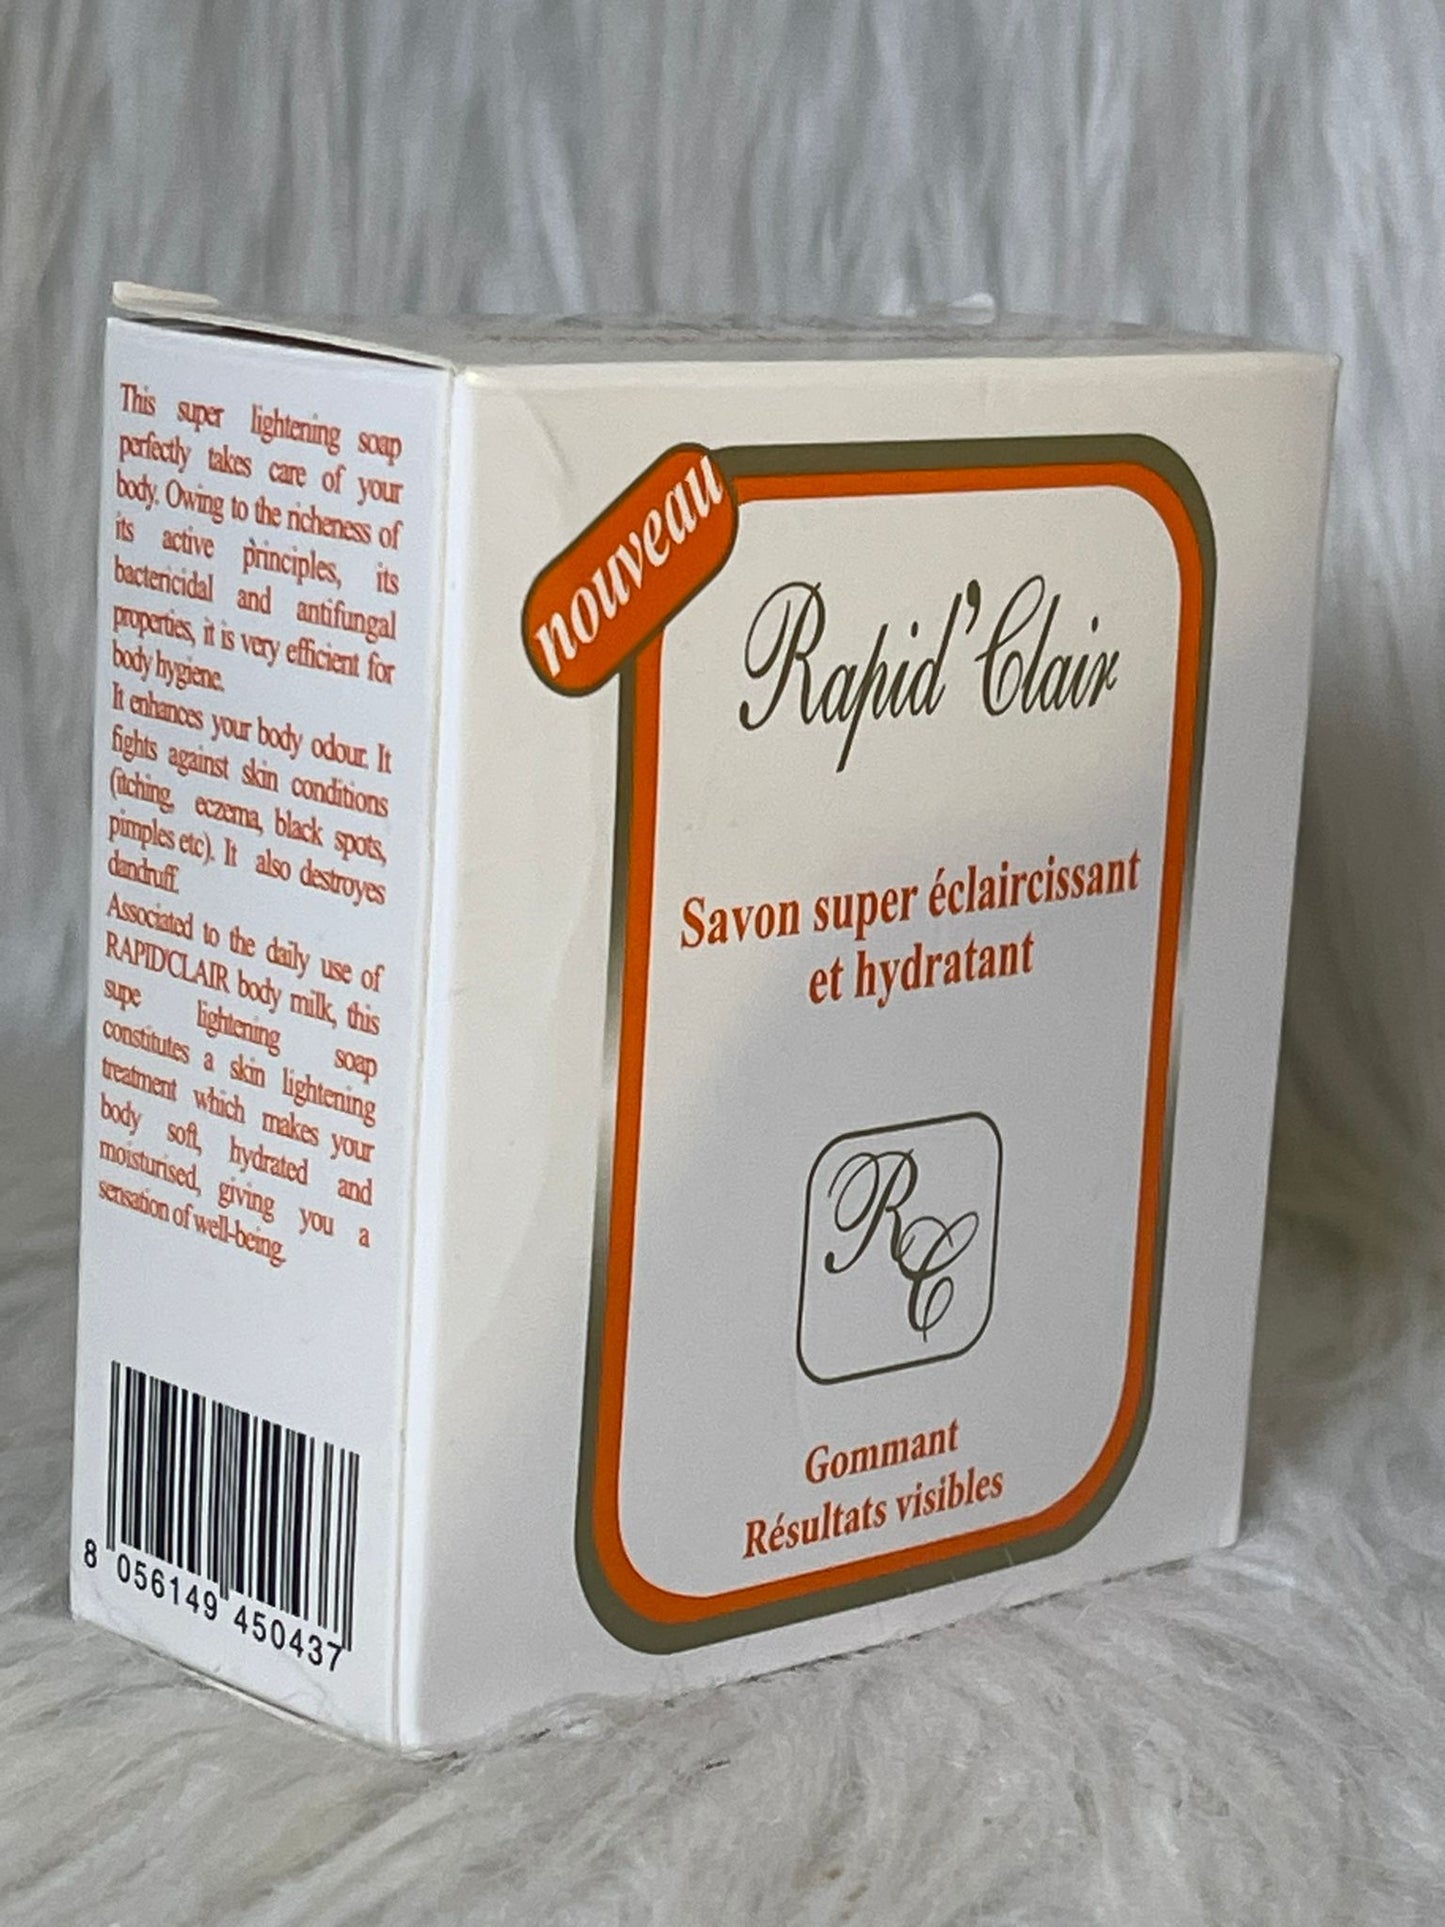 This super lightening soap
perfectly takes care of your
body. Owing to the richeness of
its active principles, its
bactericidal and antifungal
properties, it is very efficient for
body hygiene.
It enhances your body odour. It
fights against skin conditions
(itching, eczema, black spots,
pimples etc). It also destroyes
dandruff.
Associated to the daily use of
RAPID'CLAIR body milk, this
supe lightening soap
constitutes a skin lightening
treatment which makes your
body soft, hydrated and
moisturised, giving you a
sensation of well-being.
8 056149 450437
nouveau
Rapid'Clair
Savon super éclaircissant
et hydratant
RC
Gommant
Résultats visibles